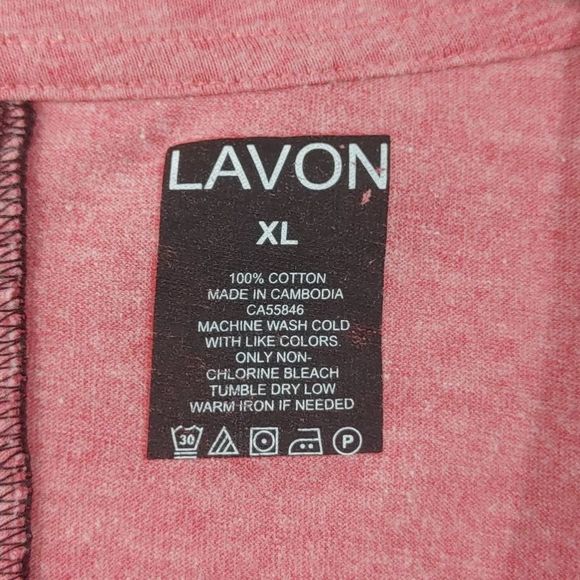 LAVON
XL
100% COTTON
MADE IN CAMBODIA
CA55846
MACHINE WASH COLD
WITH LIKE COLORS.
ONLY NON-
CHLORINE BLEACH
TUMBLE DRY LOW
WARM IRON IF NEEDED
30 P